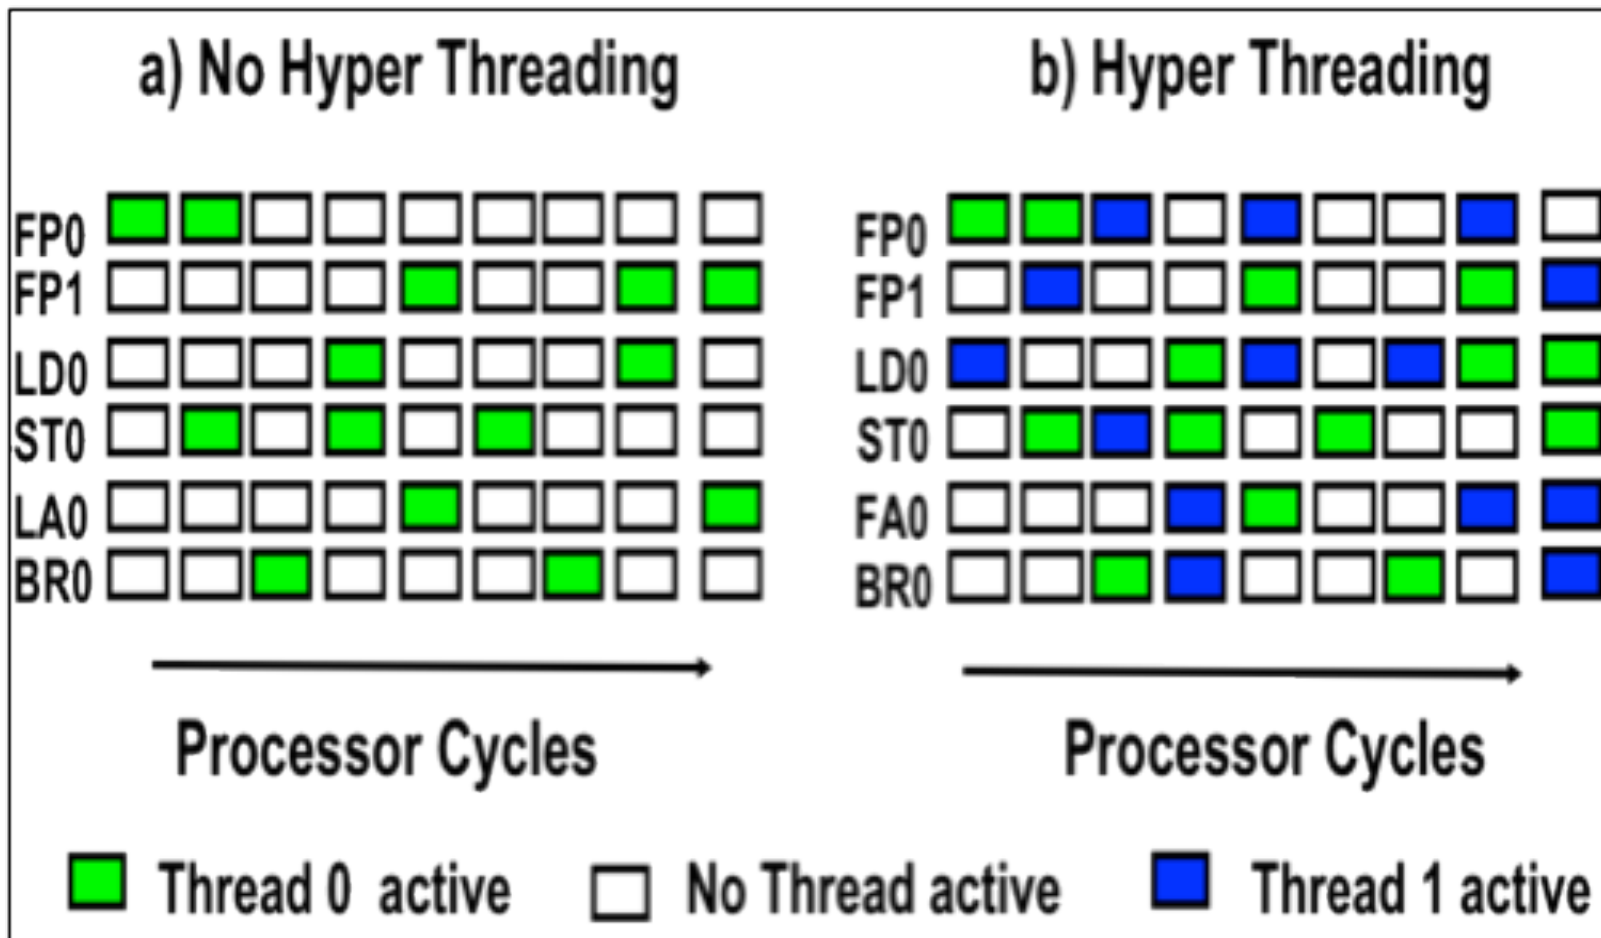 a) No Hyper Threading
FP0
FP1
LD0
ST0
LA0
BR0
Processor Cycles
b) Hyper Threading
FP0
FP1
LD0
ST0
FA0
BR0
Processor Cycles
Thread 0 active
No Thread active
Thread 1 active